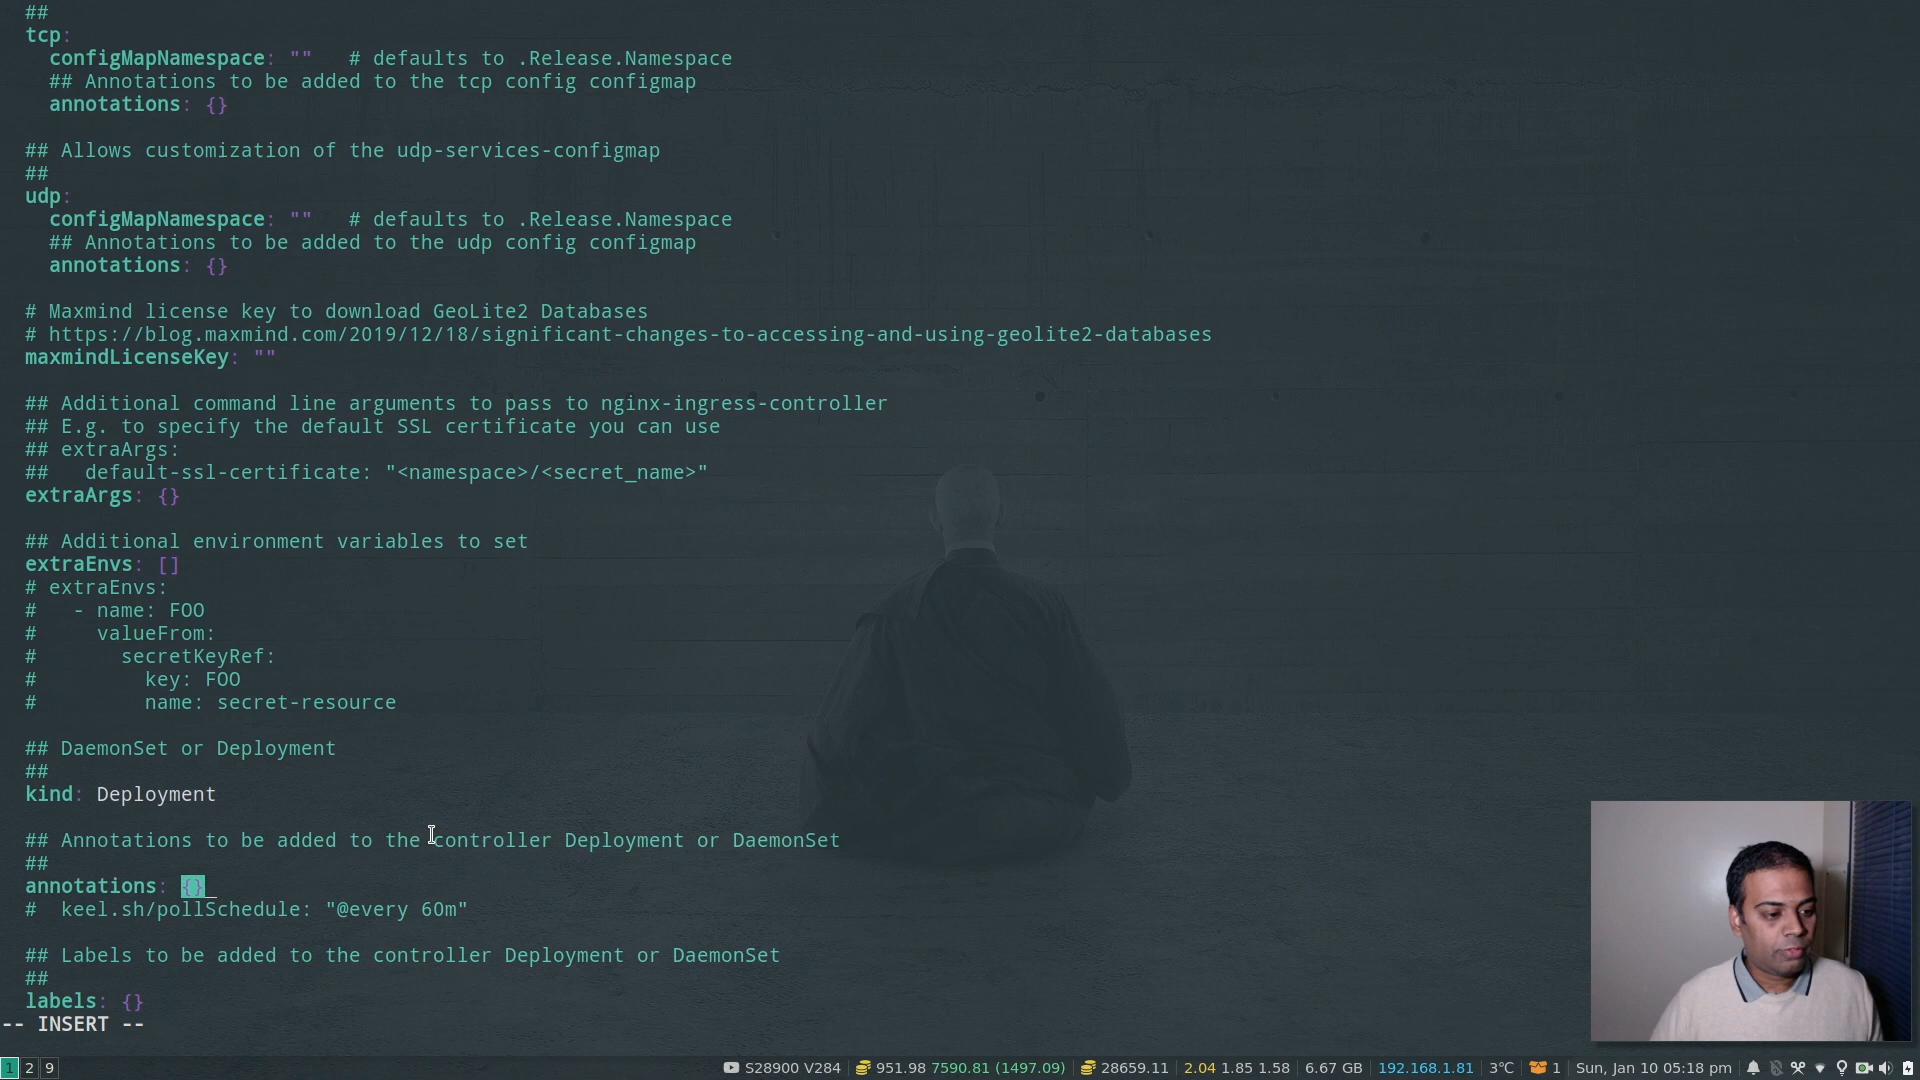 ##
tcp:
configMapNamespace: ""   # defaults to .Release.Namespace
## Annotations to be added to the tcp config configmap
annotations: {}
## Allows customization of the udp-services-configmap
##
udp:
configMapNamespace: ""   # defaults to .Release.Namespace
## Annotations to be added to the udp config configmap
annotations: {}
# Maxmind license key to download GeoLite2 Databases
# https://blog.maxmind.com/2019/12/18/significant-changes-to-accessing-and-using-geolite2-databases
maxmindLicenseKey: ""
## Additional command line arguments to pass to nginx-ingress-controller
## E.g. to specify the default SSL certificate you can use
## extraArgs:
##   default-ssl-certificate: "<namespace>/<secret_name>"
extraArgs: {}
## Additional environment variables to set
extraEnvs: []
# extraEnvs:
#   - name: FOO
#     valueFrom:
#       secretKeyRef:
#         key: FOO
#         name: secret-resource
## DaemonSet or Deployment
##
kind: Deployment
## Annotations to be added to the controller Deployment or DaemonSet
##
annotations: {}
#  keel.sh/pollSchedule: "@every 60m"
## Labels to be added to the controller Deployment or DaemonSet
##
labels: {}
-- INSERT --
1 2 9 S28900 V284 951.98 7590.81 (1497.09) 28659.11 2.04 1.85 1.58 6.67 GB 192.168.1.81 3°C 1 Sun, Jan 10 05:18 pm